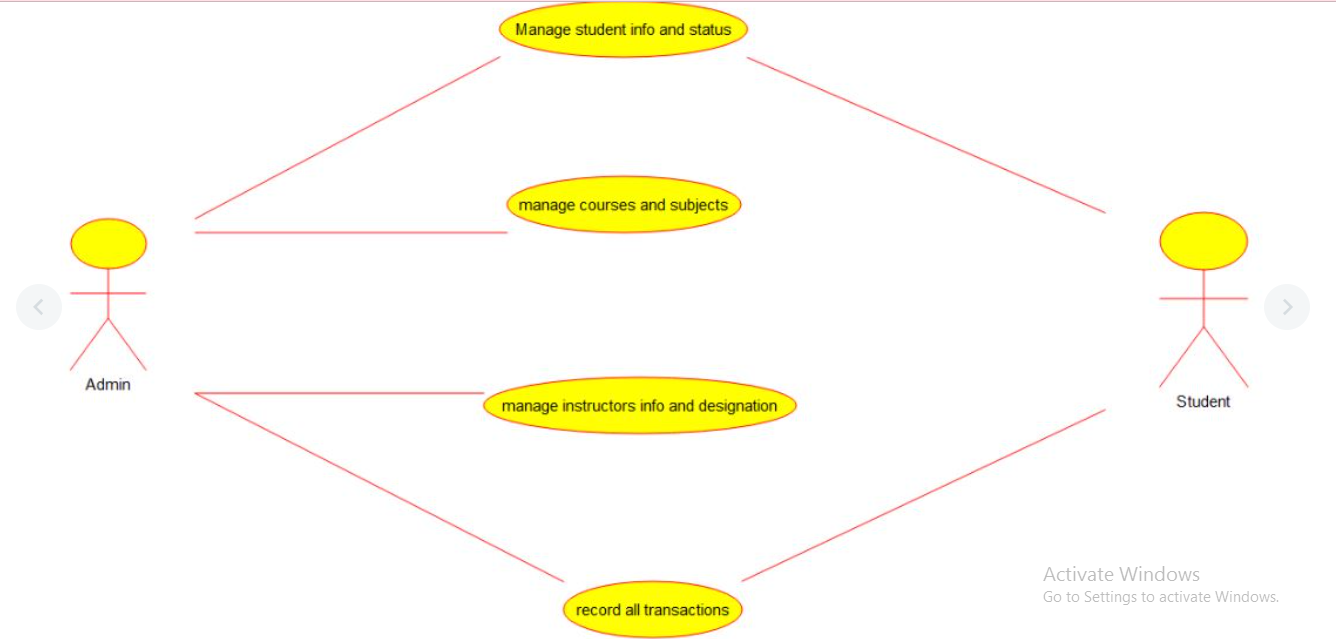 Manage student info and status
manage courses and subjects
Admin
Student
manage instructors info and designation
record all transactions
Activate Windows
Go to Settings to activate Windows.